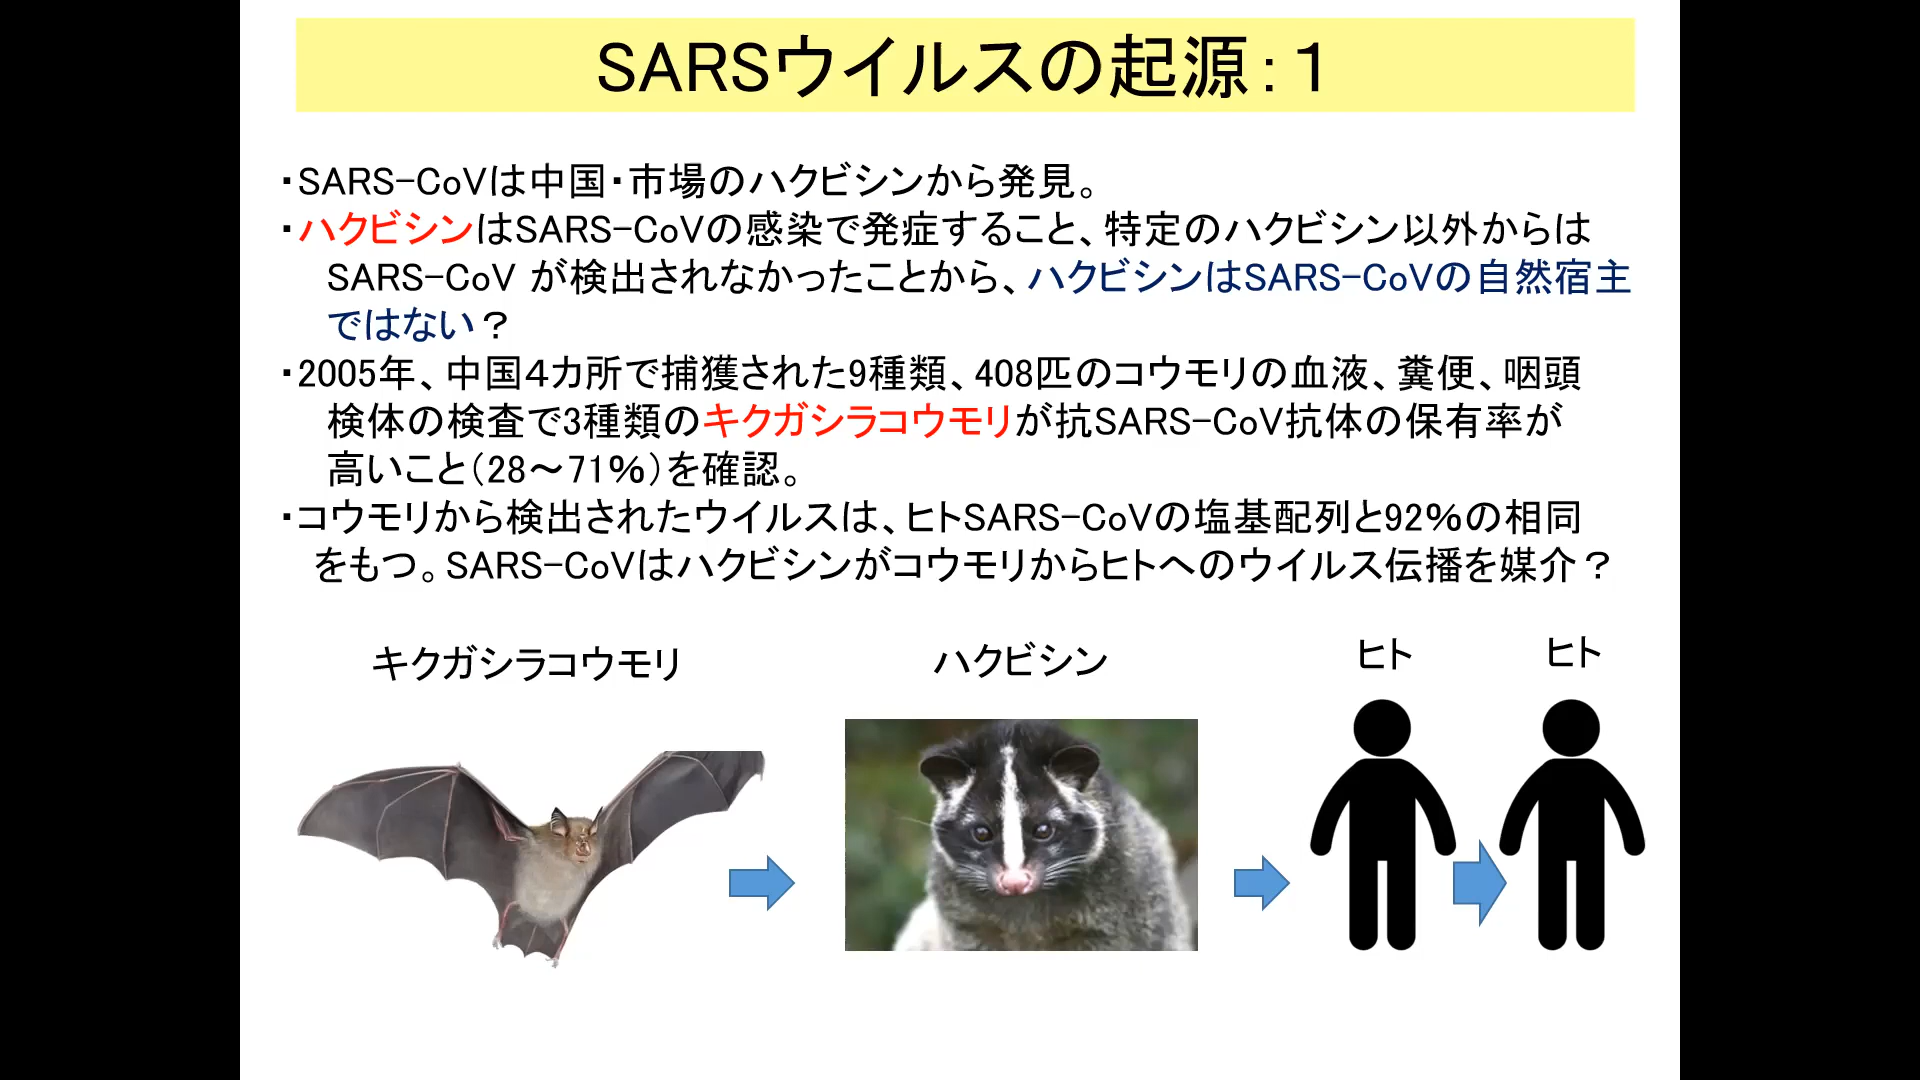 SARSウイルスの起源：１
・SARS-CoVは中国・市場のハクビシンから発見。
・ハクビシンはSARS-CoVの感染で発症すること、特定のハクビシン以外からは
SARS-CoV が検出されなかったことから、ハクビシンはSARS-CoVの自然宿主
ではない？
・2005年、中国４カ所で捕獲された9種類、408匹のコウモリの血液、糞便、咽頭
検体の検査で3種類のキクガシラコウモリが抗SARS-CoV抗体の保有率が
高いこと（28～71％）を確認。
・コウモリから検出されたウイルスは、ヒトSARS-CoVの塩基配列と92％の相同
をもつ。SARS-CoVはハクビシンがコウモリからヒトへのウイルス伝播を媒介？
キクガシラコウモリ
ハクビシン
ヒト
ヒト